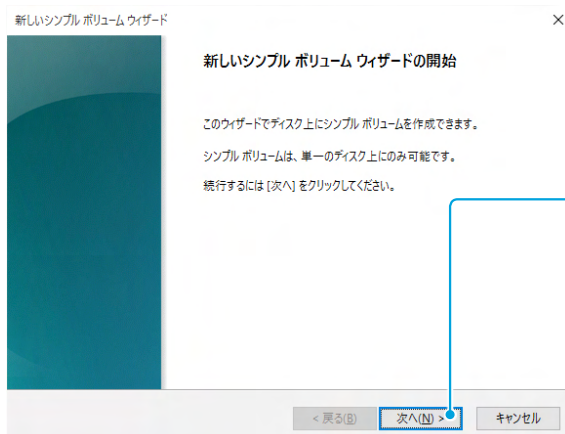 新しいシンプル ボリューム ウィザード
新しいシンプル ボリューム ウィザードの開始
このウィザードでディスク上にシンプル ボリュームを作成できます。
シンプル ボリュームは、単一のディスク上にのみ可能です。
続行するには [次へ] をクリックしてください。
< 戻る(B) 次へ(N) > キャンセル